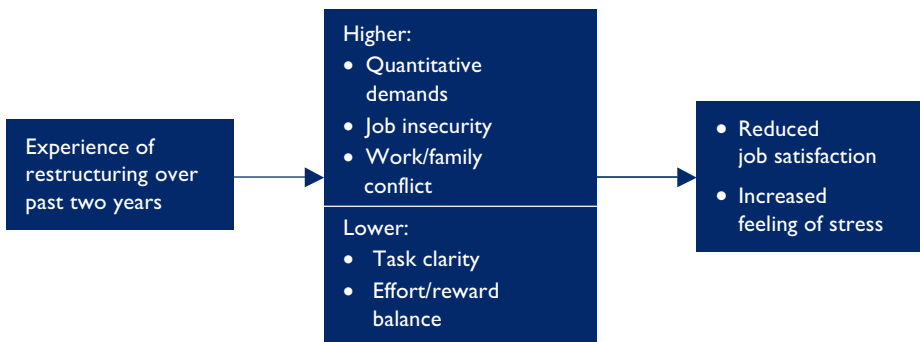 Experience of
restructuring over
past two years
Higher:
• Quantitative
demands
• Job insecurity
• Work/family
conflict
Lower:
• Task clarity
• Effort/reward
balance
• Reduced
job satisfaction
• Increased
feeling of stress